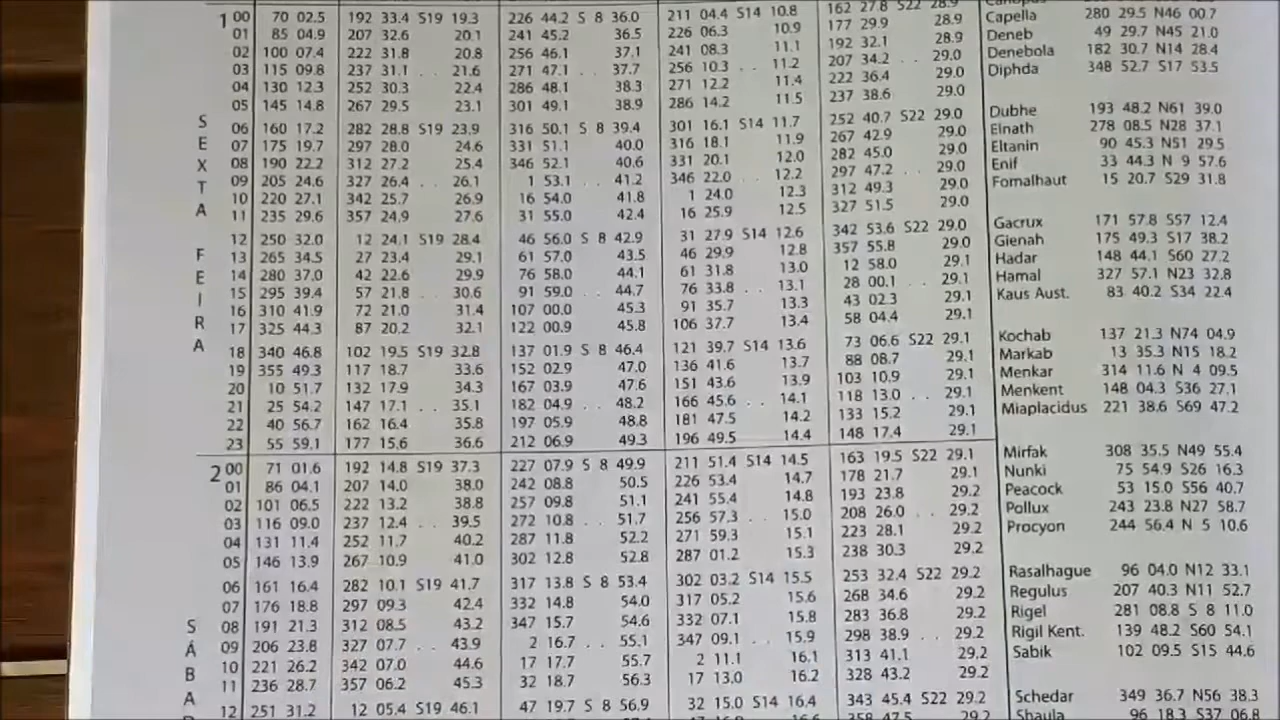 1 00 70 02.5 192 33.4 S19 19.3 226 44.2 S 8 36.0 211 04.4 S14 10.8 162 27.8 S22 28.9
01 85 04.9 207 32.6 20.1 241 45.2 36.5 226 06.3 10.9 177 29.9 28.9 Capella 280 29.5 N46 00.7
02 100 07.4 222 31.8 20.8 256 46.1 37.1 241 08.3 11.1 192 32.1 28.9 Deneb 49 29.7 N45 21.0
03 115 09.8 237 31.1 . . 21.6 271 47.1 . . 37.7 256 10.3 . . 11.2 207 34.2 . . 29.0 Denebola 182 30.7 N14 28.4
04 130 12.3 252 30.3 22.4 286 48.1 38.3 271 12.2 11.4 222 36.4 29.0 Diphda 348 52.7 S17 53.5
05 145 14.8 267 29.5 23.1 301 49.1 38.9 286 14.2 11.5 237 38.6 29.0
06 160 17.2 282 28.8 S19 23.9 316 50.1 S 8 39.4 301 16.1 S14 11.7 252 40.7 S22 29.0 Dubhe 193 48.2 N61 39.0
07 175 19.7 297 28.0 24.6 331 51.1 40.0 316 18.1 11.9 267 42.9 29.0 Elnath 278 08.5 N28 37.1
08 190 22.2 312 27.2 25.4 346 52.1 40.6 331 20.1 12.0 282 45.0 29.0 Eltanin 90 45.3 N51 29.5
09 205 24.6 327 26.4 . . 26.1 1 53.1 . . 41.2 346 22.0 . . 12.2 297 47.2 . . 29.0 Enif 33 44.3 N 9 57.6
10 220 27.1 342 25.7 26.9 16 54.0 41.8 1 24.0 12.3 312 49.3 29.0 Fomalhaut 15 20.7 S29 31.8
11 235 29.6 357 24.9 27.6 31 55.0 42.4 16 25.9 12.5 327 51.5 29.0
SEXTA FEIRA
12 250 32.0 12 24.1 S19 28.4 46 56.0 S 8 42.9 31 27.9 S14 12.6 342 53.6 S22 29.0 Gacrux 171 57.8 S57 12.4
13 265 34.5 27 23.4 29.1 61 57.0 43.5 46 29.9 12.8 357 55.8 29.0 Gienah 175 49.3 S17 38.2
14 280 37.0 42 22.6 29.9 76 58.0 44.1 61 31.8 13.0 12 58.0 29.1 Hadar 148 44.1 S60 27.2
15 295 39.4 57 21.8 . . 30.6 91 59.0 . . 44.7 76 33.8 . . 13.1 28 00.1 . . 29.1 Hamal 327 57.1 N23 32.8
16 310 41.9 72 21.0 31.4 107 00.0 45.3 91 35.7 13.3 43 02.3 29.1 Kaus Aust. 83 40.2 S34 22.4
17 325 44.3 87 20.2 32.1 122 00.9 45.8 106 37.7 13.4 58 04.4 29.1
18 340 46.8 102 19.5 S19 32.8 137 01.9 S 8 46.4 121 39.7 S14 13.6 73 06.6 S22 29.1 Kochab 137 21.3 N74 04.9
19 355 49.3 117 18.7 33.6 152 02.9 47.0 136 41.6 13.7 88 08.7 29.1 Markab 13 35.3 N15 18.2
20 10 51.7 132 17.9 34.3 167 03.9 47.6 151 43.6 13.9 103 10.9 29.1 Menkar 314 11.6 N 4 09.5
21 25 54.2 147 17.1 . . 35.1 182 04.9 . . 48.2 166 45.6 . . 14.1 118 13.0 . . 29.1 Menkent 148 04.3 S36 27.1
22 40 56.7 162 16.4 35.8 197 05.9 48.8 181 47.5 14.2 133 15.2 29.1 Miaplacidus 221 38.6 S69 47.2
23 55 59.1 177 15.6 36.6 212 06.9 49.3 196 49.5 14.4 148 17.4 29.1
2 00 71 01.6 192 14.8 S19 37.3 227 07.9 S 8 49.9 211 51.4 S14 14.5 163 19.5 S22 29.1 Mirfak 308 35.5 N49 55.4
01 86 04.1 207 14.0 38.0 242 08.8 50.5 226 53.4 14.7 178 21.7 29.1 Nunki 75 54.9 S26 16.3
02 101 06.5 222 13.2 38.8 257 09.8 51.1 241 55.4 14.8 193 23.8 29.2 Peacock 53 15.0 S56 40.7
03 116 09.0 237 12.4 . . 39.5 272 10.8 . . 51.7 256 57.3 . . 15.0 208 26.0 . . 29.2 Pollux 243 23.8 N27 58.7
04 131 11.4 252 11.7 40.2 287 11.8 52.2 271 59.3 15.1 223 28.1 29.2 Procyon 244 56.4 N 5 10.6
05 146 13.9 267 10.9 41.0 302 12.8 52.8 287 01.2 15.3 238 30.3 29.2
06 161 16.4 282 10.1 S19 41.7 317 13.8 S 8 53.4 302 03.2 S14 15.5 253 32.4 S22 29.2 Rasalhague 96 04.0 N12 33.1
07 176 18.8 297 09.3 42.4 332 14.8 54.0 317 05.2 15.6 268 34.6 29.2 Regulus 207 40.3 N11 52.7
08 191 21.3 312 08.5 43.2 347 15.7 54.6 332 07.1 15.8 283 36.8 29.2 Rigel 281 08.8 S 8 11.0
09 206 23.8 327 07.7 . . 43.9 2 16.7 . . 55.1 347 09.1 . . 15.9 298 38.9 . . 29.2 Rigil Kent. 139 48.2 S60 54.1
10 221 26.2 342 07.0 44.6 17 17.7 55.7 2 11.1 16.1 313 41.1 29.2 Sabik 102 09.5 S15 44.6
11 236 28.7 357 06.2 45.3 32 18.7 56.3 17 13.0 16.2 328 43.2 29.2
SÁBA
12 251 31.2 12 05.4 S19 46.1 47 19.7 S 8 56.9 32 15.0 S14 16.4 343 45.4 S22 29.2 Schedar 349 36.7 N56 38.3
358 47.5 Shaula 96 18.3 S37 06.8